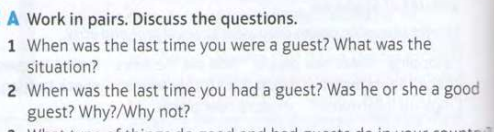 A Work in pairs. Discuss the questions.
1 When was the last time you were a guest? What was the
situation?
2 When was the last time you had a guest? Was he or she a good
guest? Why?/Why not?